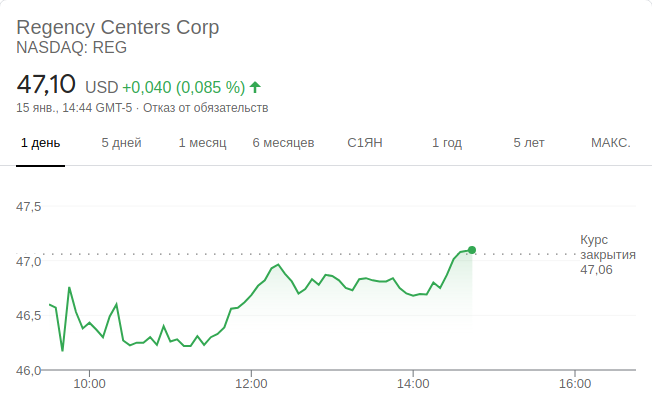 Regency Centers Corp
NASDAQ: REG
47,10 USD +0,040 (0,085 %)
15 янв., 14:44 GMT-5 · Отказ от обязательств
1 день 5 дней 1 месяц 6 месяцев С1ЯН 1 год 5 лет МАКС.
47,5
Курс
закрытия
47,06
47,0
46,5
46,0
10:00 12:00 14:00 16:00